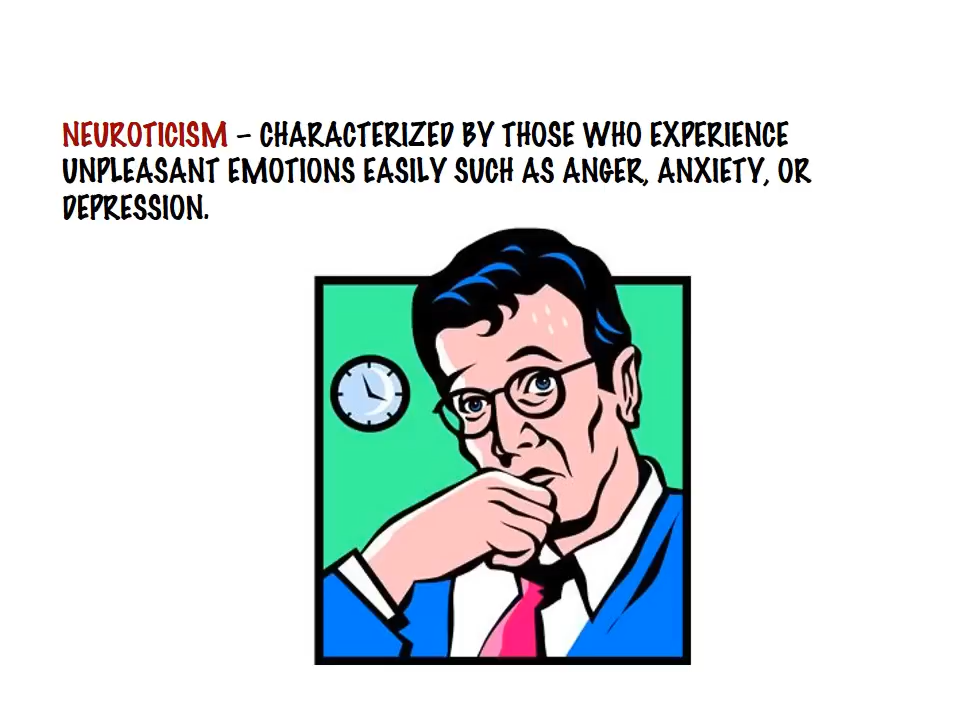 NEUROTICISM – CHARACTERIZED BY THOSE WHO EXPERIENCE
UNPLEASANT EMOTIONS EASILY SUCH AS ANGER, ANXIETY, OR
DEPRESSION.